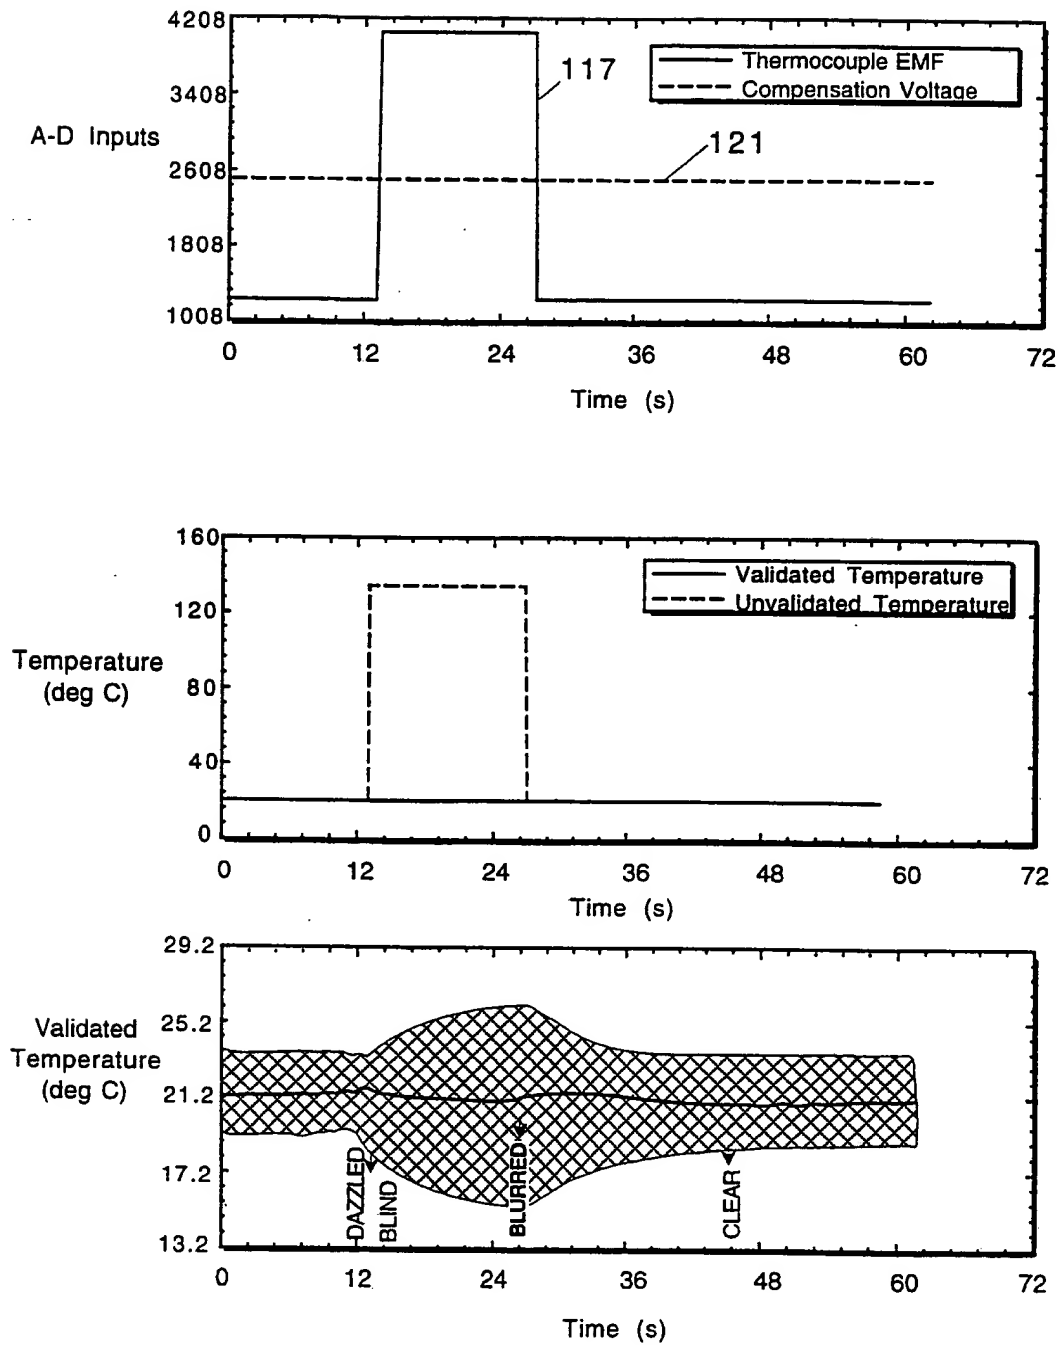 4208
3408
2608
1808
1008
A-D Inputs
Thermocouple EMF
Compensation Voltage
117
121
0 12 24 36 48 60 72
Time (s)
160
120
80
40
0
Temperature
(deg C)
Validated Temperature
Unvalidated Temperature
0 12 24 36 48 60 72
Time (s)
29.2
25.2
21.2
17.2
13.2
Validated
Temperature
(deg C)
DAZZLED
BLIND
BLURRED
CLEAR
0 12 24 36 48 60 72
Time (s)